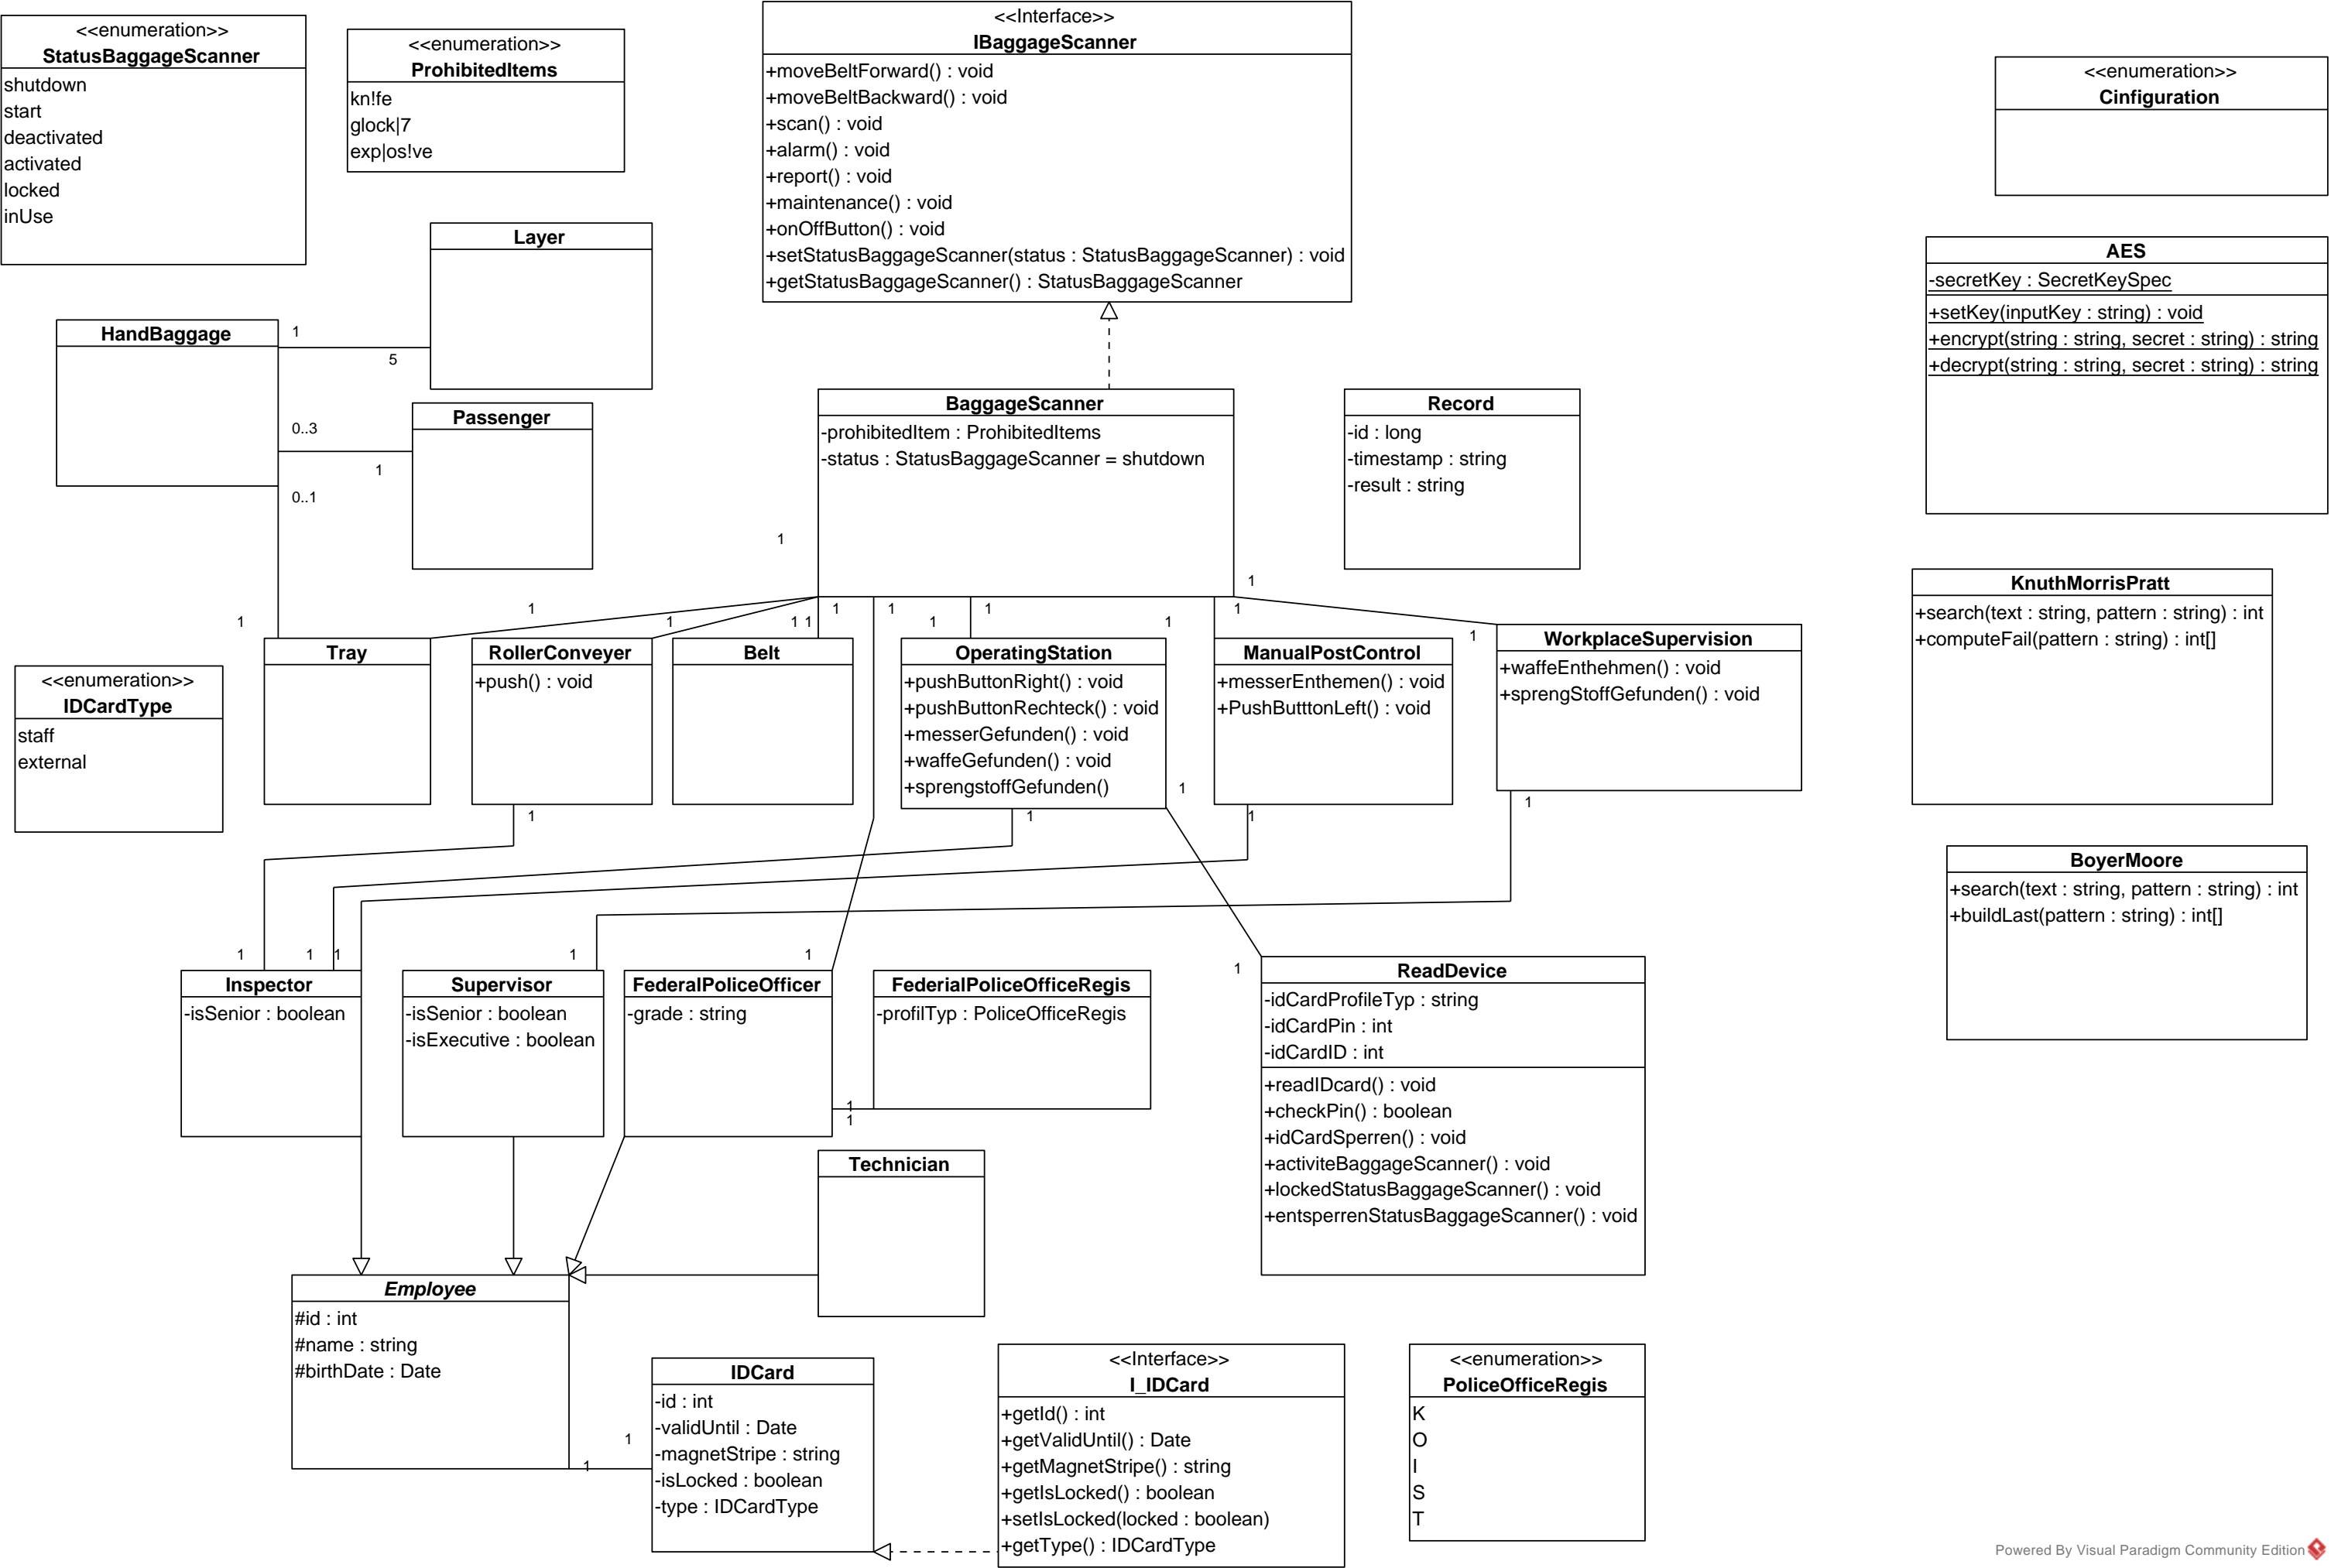 <<enumeration>>
StatusBaggageScanner
shutdown
start
deactivated
activated
locked
inUse
<<enumeration>>
ProhibitedItems
kn!fe
glock|7
exp|os!ve
<<Interface>>
IBaggageScanner
+moveBeltForward() : void
+moveBeltBackward() : void
+scan() : void
+alarm() : void
+report() : void
+maintenance() : void
+onOffButton() : void
+setStatusBaggageScanner(status : StatusBaggageScanner) : void
+getStatusBaggageScanner() : StatusBaggageScanner
<<enumeration>>
Cinfiguration
Layer
HandBaggage
1
5
0..3
1
0..1
1
Passenger
AES
-secretKey : SecretKeySpec
+setKey(inputKey : string) : void
+encrypt(string : string, secret : string) : string
+decrypt(string : string, secret : string) : string
BaggageScanner
-prohibitedItem : ProhibitedItems
-status : StatusBaggageScanner = shutdown
Record
-id : long
-timestamp : string
-result : string
1
1
1
1
1
1
1
1
1
1
1
1
1
1
KnuthMorrisPratt
+search(text : string, pattern : string) : int
+computeFail(pattern : string) : int[]
<<enumeration>>
IDCardType
staff
external
Tray
RollerConveyer
+push() : void
Belt
OperatingStation
+pushButtonRight() : void
+pushButtonRechteck() : void
+messerGefunden() : void
+waffeGefunden() : void
+sprengstoffGefunden()
ManualPostControl
+messerEnthemen() : void
+PushButttonLeft() : void
WorkplaceSupervision
+waffeEnthehmen() : void
+sprengStoffGefunden() : void
1
1
1
1
1
BoyerMoore
+search(text : string, pattern : string) : int
+buildLast(pattern : string) : int[]
1
1
1
1
1
1
Inspector
-isSenior : boolean
Supervisor
-isSenior : boolean
-isExecutive : boolean
FederalPoliceOfficer
-grade : string
FederialPoliceOfficeRegis
-profilTyp : PoliceOfficeRegis
1
1
ReadDevice
-idCardProfileTyp : string
-idCardPin : int
-idCardID : int
+readIDcard() : void
+checkPin() : boolean
+idCardSperren() : void
+activiteBaggageScanner() : void
+lockedStatusBaggageScanner() : void
+entsperrenStatusBaggageScanner() : void
Technician
Employee
#id : int
#name : string
#birthDate : Date
1
1
IDCard
-id : int
-validUntil : Date
-magnetStripe : string
-isLocked : boolean
-type : IDCardType
<<Interface>>
I_IDCard
+getId() : int
+getValidUntil() : Date
+getMagnetStripe() : string
+getIsLocked() : boolean
+setIsLocked(locked : boolean)
+getType() : IDCardType
<<enumeration>>
PoliceOfficeRegis
K
O
I
S
T
Powered By Visual Paradigm Community Edition